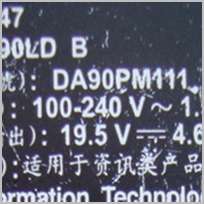 47
90LD B
号): DA90PM111
: 100-240 V ~ 1.
出): 19.5 V ⎓ 4.6
:适用于资讯类产品
formation Technolo